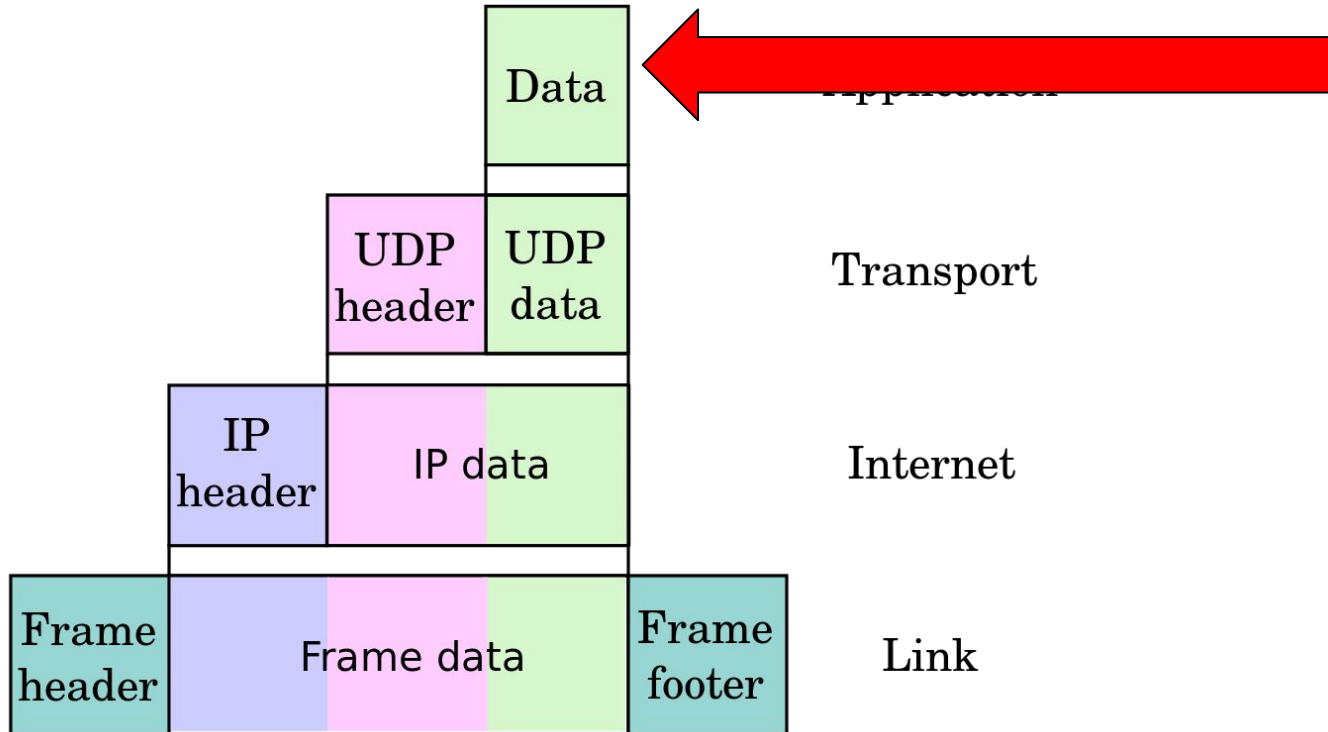 Data
UDP
header
UDP
data
Transport
IP
header
IP data
Internet
Frame
header
Frame data
Frame
footer
Link